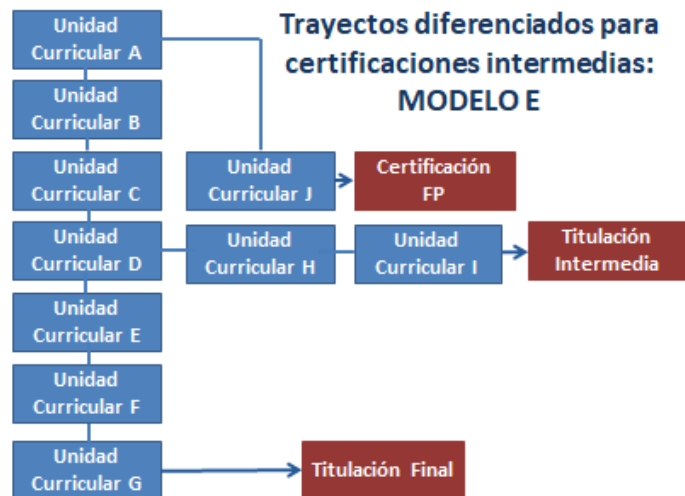 Trayectos diferenciados para
certificaciones intermedias:
MODELO E
Unidad
Curricular A
Unidad
Curricular B
Unidad
Curricular C
Unidad
Curricular J
Certificación
FP
Unidad
Curricular D
Unidad
Curricular H
Unidad
Curricular I
Titulación
Intermedia
Unidad
Curricular E
Unidad
Curricular F
Unidad
Curricular G
Titulación Final